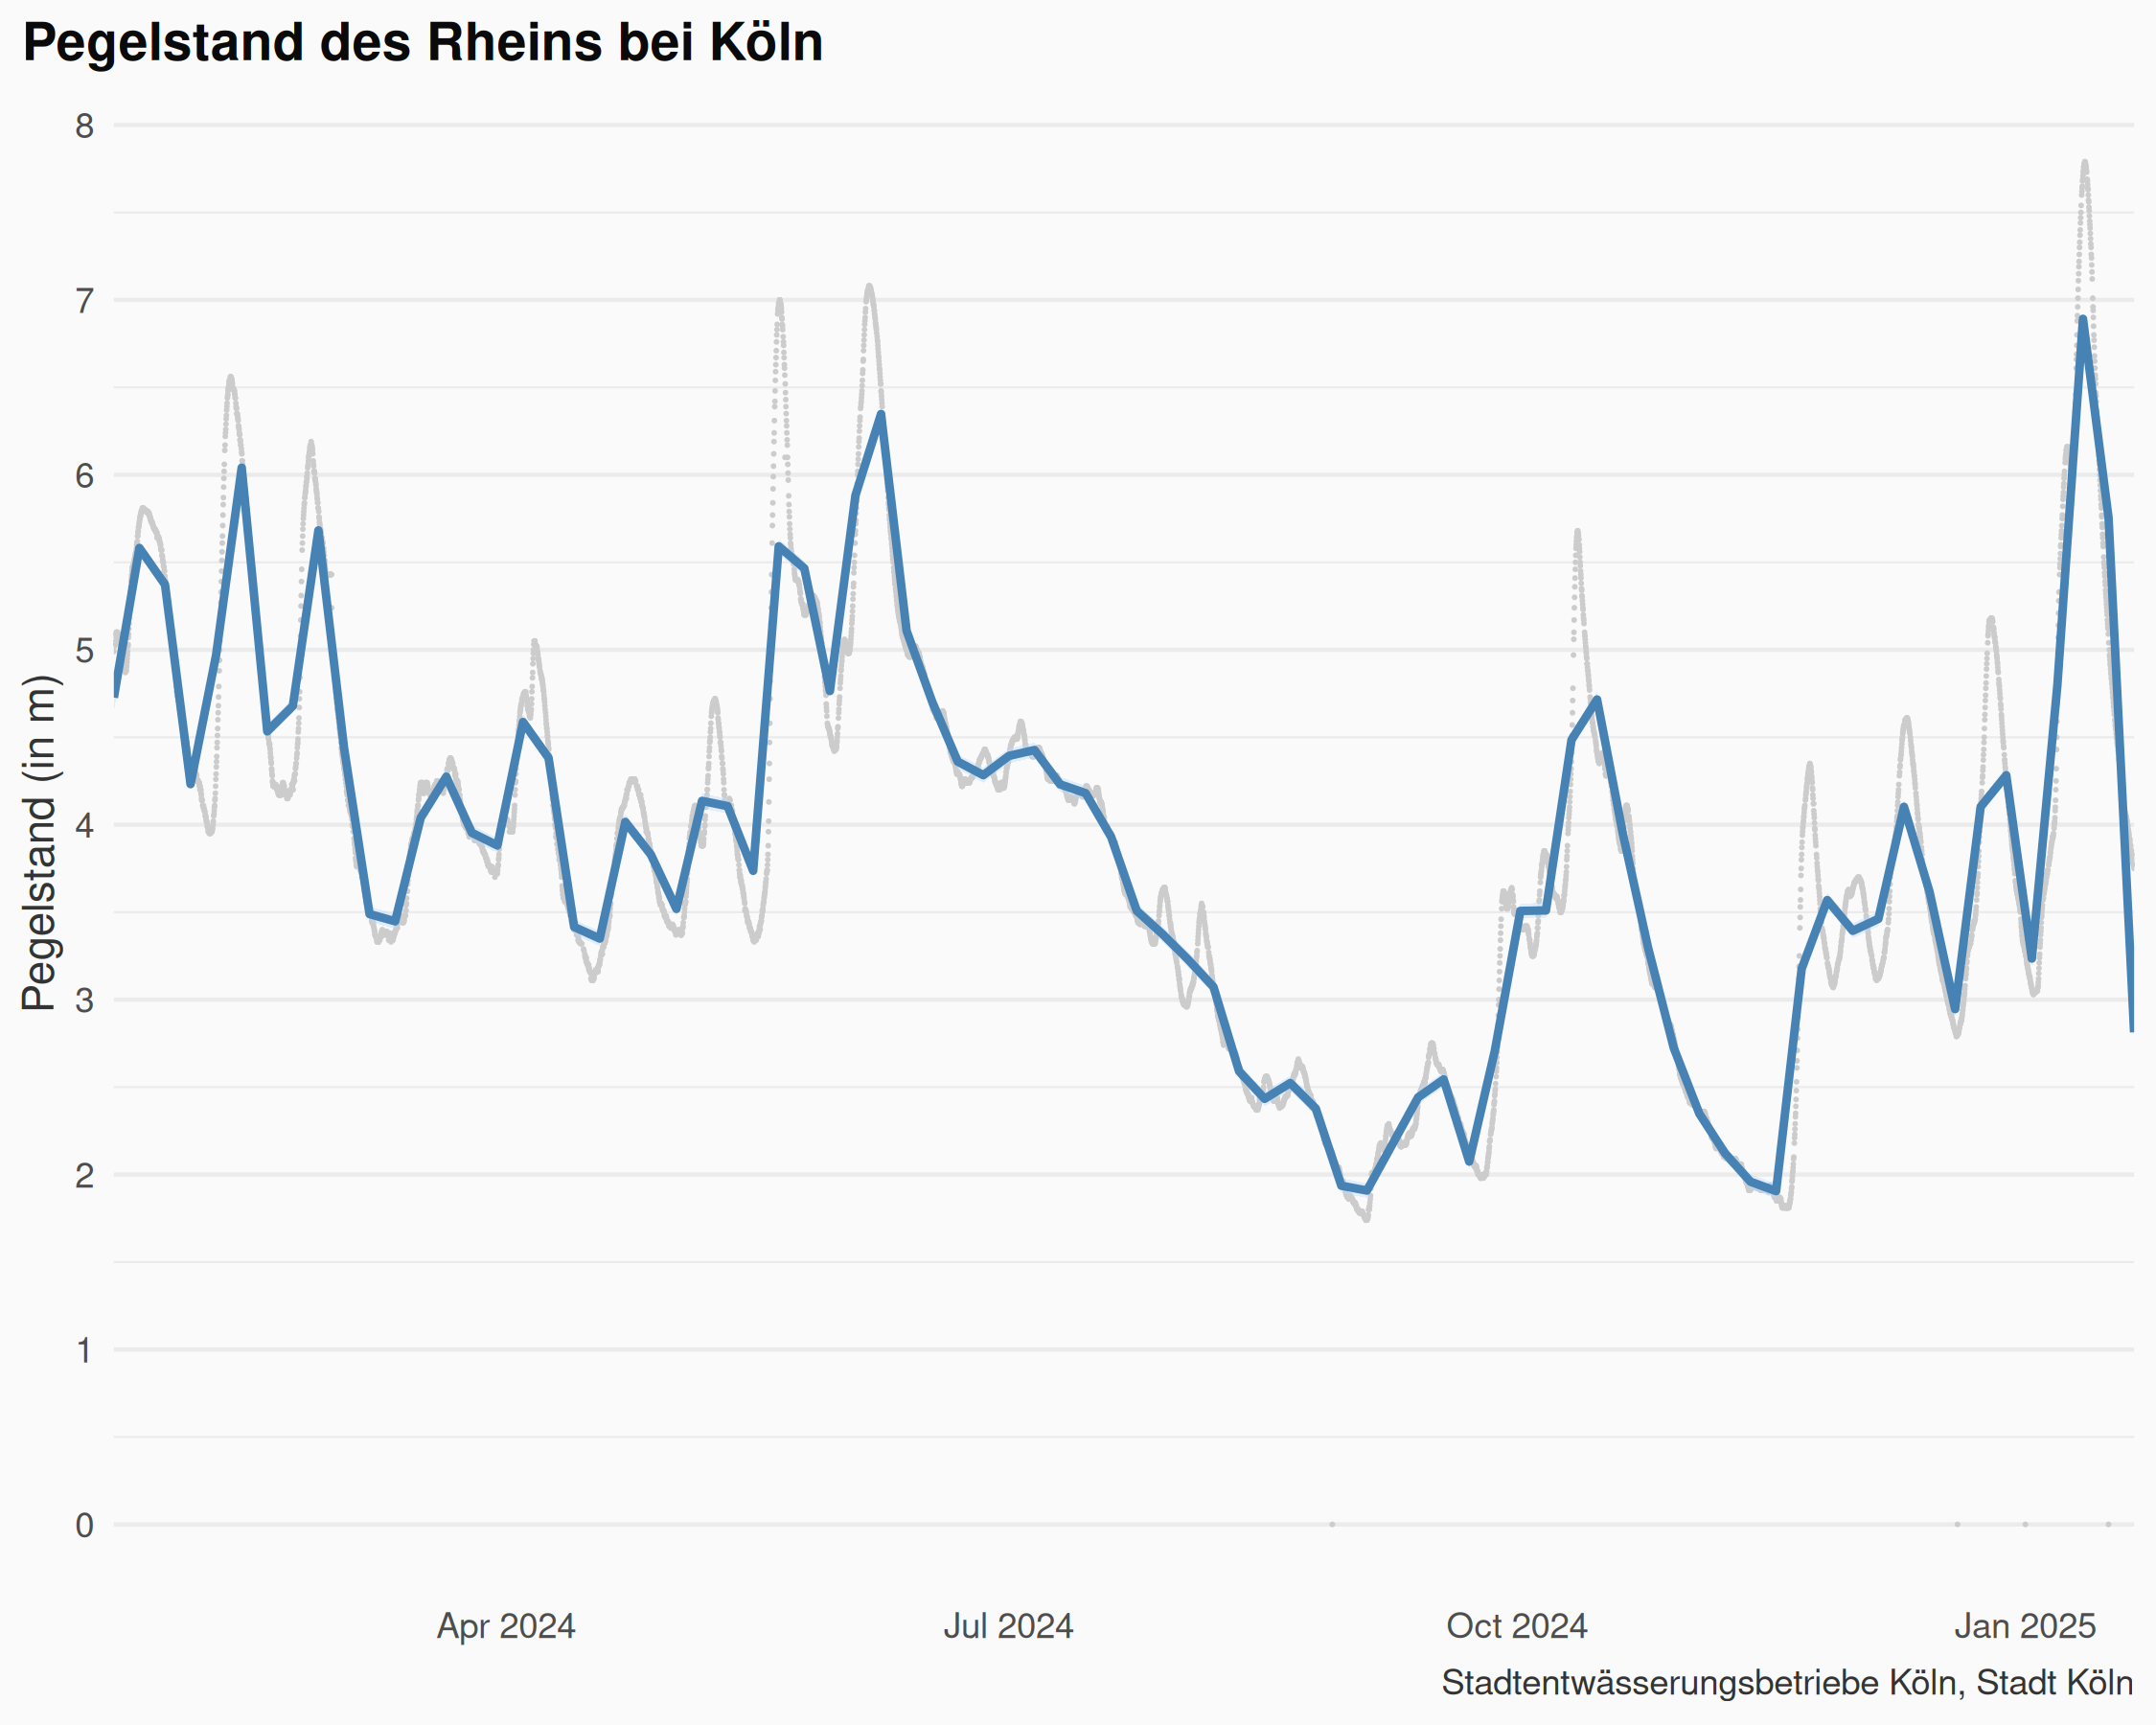 Pegelstand des Rheins bei Köln
Pegelstand (in m)
8
7
6
5
4
3
2
1
0
Apr 2024 Jul 2024 Oct 2024 Jan 2025
Stadtentwässerungsbetriebe Köln, Stadt Köln